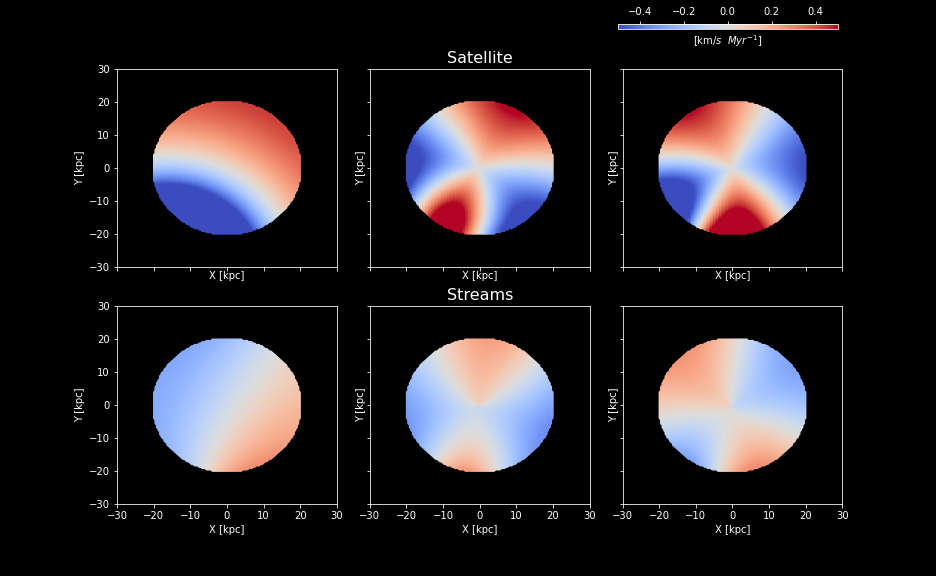 −0.4 −0.2 0.0 0.2 0.4
[km/s Myr⁻¹]
Satellite
30
20
10
0
−10
−20
−30
Y [kpc]
Y [kpc]
Y [kpc]
X [kpc]
X [kpc]
X [kpc]
Streams
30
20
10
0
−10
−20
−30
Y [kpc]
Y [kpc]
Y [kpc]
−30 −20 −10 0 10 20 30
−30 −20 −10 0 10 20 30
−30 −20 −10 0 10 20 30
X [kpc]
X [kpc]
X [kpc]